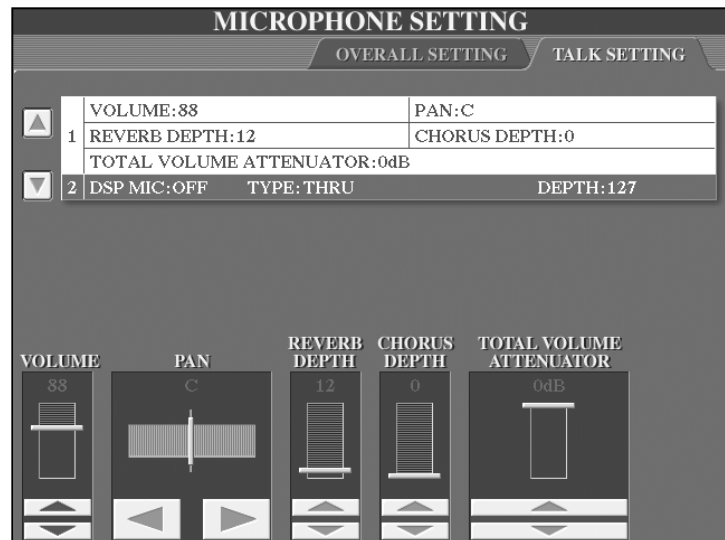 MICROPHONE SETTING
OVERALL SETTING TALK SETTING
1 VOLUME:88 PAN:C
REVERB DEPTH:12 CHORUS DEPTH:0
TOTAL VOLUME ATTENUATOR:0dB
2 DSP MIC:OFF TYPE:THRU DEPTH:127
VOLUME PAN REVERB DEPTH CHORUS DEPTH TOTAL VOLUME ATTENUATOR
88 C 12 0 0dB